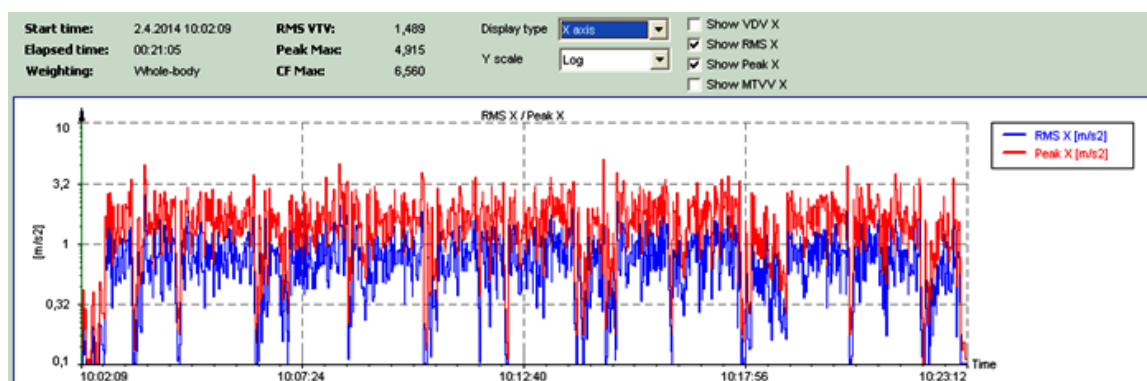 Start time: 2.4.2014 10:02:09 RMS VTV: 1,489 Display type X axis Show VDV X
Elapsed time: 00:21:05 Peak Max: 4,915 Show RMS X
Weighting: Whole-body CF Max: 6,560 Y scale Log Show Peak X
Show MTVV X
RMS X / Peak X
10
3,2
1
0,32
0,1
[m/s2]
RMS X [m/s2]
Peak X [m/s2]
Time
10:02:09 10:07:24 10:12:40 10:17:56 10:23:12